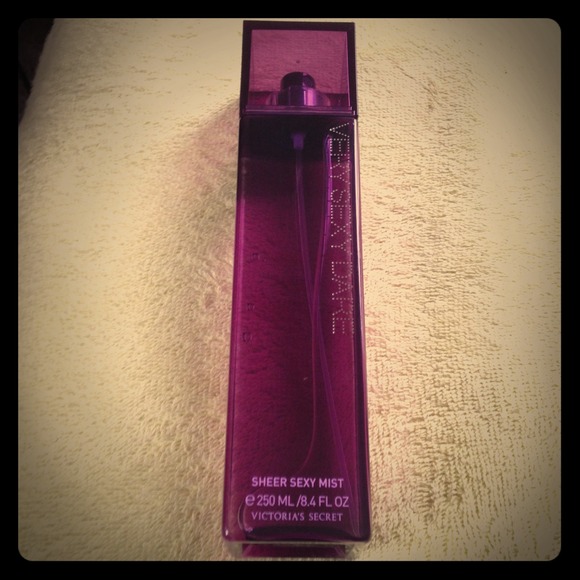 VERY SEXY DARE
SHEER SEXY MIST
℮ 250 ML /8.4 FL OZ
VICTORIA'S SECRET